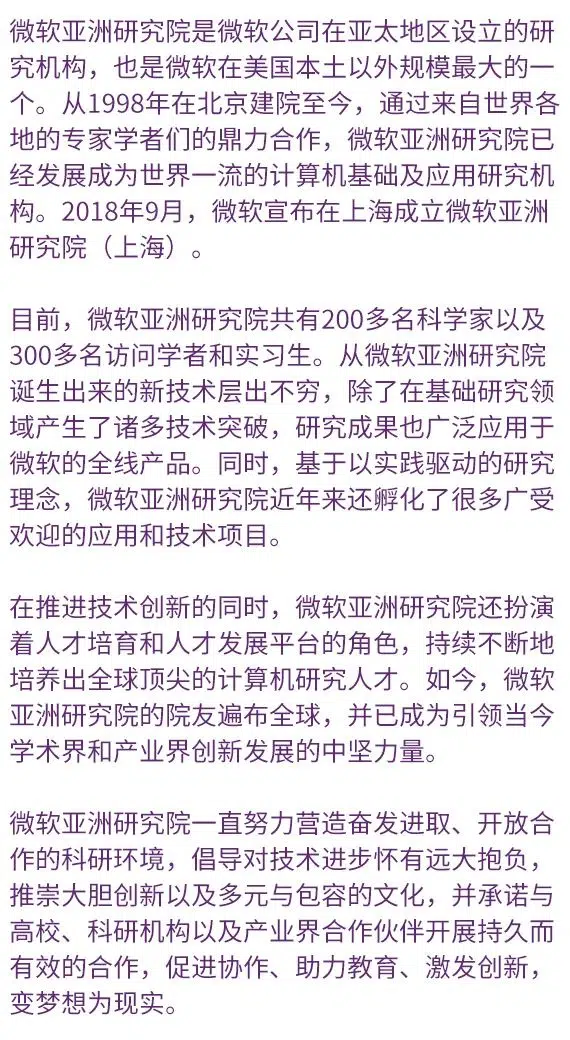 微软亚洲研究院是微软公司在亚太地区设立的研
究机构，也是微软在美国本土以外规模最大的一
个。从1998年在北京建院至今，通过来自世界各
地的专家学者们的鼎力合作，微软亚洲研究院已
经发展成为世界一流的计算机基础及应用研究机
构。2018年9月，微软宣布在上海成立微软亚洲
研究院（上海）。
目前，微软亚洲研究院共有200多名科学家以及
300多名访问学者和实习生。从微软亚洲研究院
诞生出来的新技术层出不穷，除了在基础研究领
域产生了诸多技术突破，研究成果也广泛应用于
微软的全线产品。同时，基于以实践驱动的研究
理念，微软亚洲研究院近年来还孵化了很多广受
欢迎的应用和技术项目。
在推进技术创新的同时，微软亚洲研究院还扮演
着人才培育和人才发展平台的角色，持续不断地
培养出全球顶尖的计算机研究人才。如今，微软
亚洲研究院的院友遍布全球，并已成为引领当今
学术界和产业界创新发展的中坚力量。
微软亚洲研究院一直努力营造奋发进取、开放合
作的科研环境，倡导对技术进步怀有远大抱负，
推崇大胆创新以及多元与包容的文化，并承诺与
高校、科研机构以及产业界合作伙伴开展持久而
有效的合作，促进协作、助力教育、激发创新，
变梦想为现实。